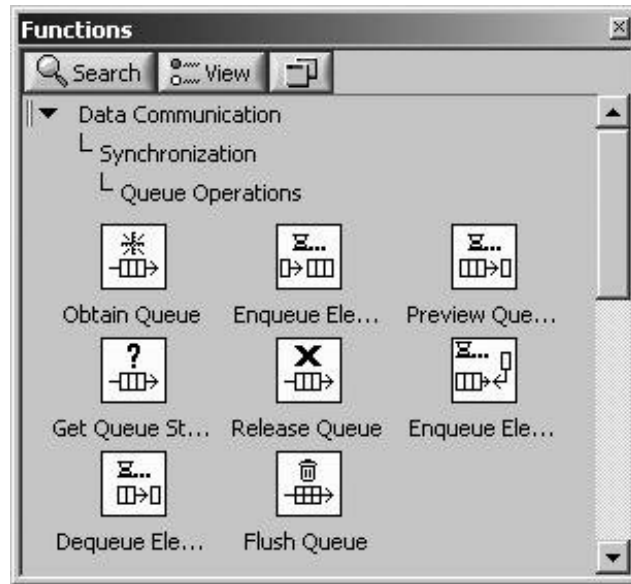 Functions
Search View
Data Communication
Synchronization
Queue Operations
Obtain Queue Enqueue Ele... Preview Que...
?
Get Queue St... Release Queue Enqueue Ele...
Dequeue Ele... Flush Queue